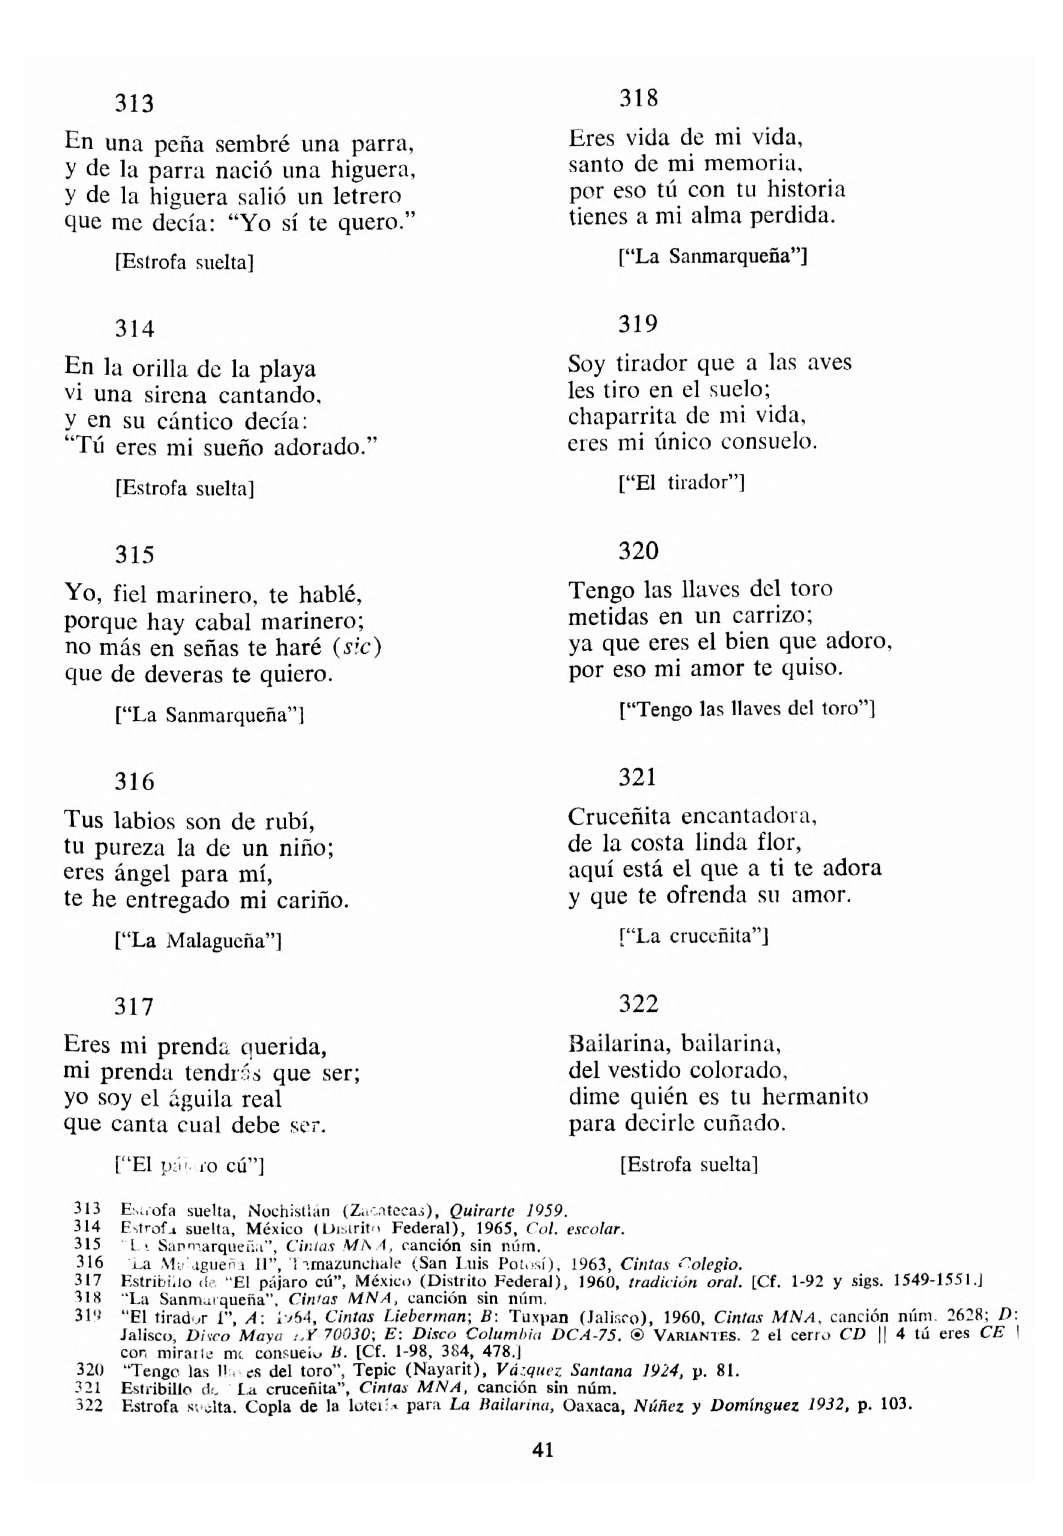 313
En una peña sembré una parra,
y de la parra nació una higuera,
y de la higuera salió un letrero
que me decía: “Yo sí te quero.”
[Estrofa suelta]
314
En la orilla de la playa
vi una sirena cantando,
y en su cántico decía:
“Tú eres mi sueño adorado.”
[Estrofa suelta]
315
Yo, fiel marinero, te hablé,
porque hay cabal marinero;
no más en señas te haré (sic)
que de deveras te quiero.
[“La Sanmarqueña”]
316
Tus labios son de rubí,
tu pureza la de un niño;
eres ángel para mí,
te he entregado mi cariño.
[“La Malagueña”]
317
Eres mi prenda querida,
mi prenda tendrás que ser;
yo soy el águila real
que canta cual debe ser.
[“El pájaro cú”]
318
Eres vida de mi vida,
santo de mi memoria,
por eso tú con tu historia
tienes a mi alma perdida.
[“La Sanmarqueña”]
319
Soy tirador que a las aves
les tiro en el suelo;
chaparrita de mi vida,
eres mi único consuelo.
[“El tirador”]
320
Tengo las llaves del toro
metidas en un carrizo;
ya que eres el bien que adoro,
por eso mi amor te quiso.
[“Tengo las llaves del toro”]
321
Cruceñita encantadora,
de la costa linda flor,
aquí está el que a ti te adora
y que te ofrenda su amor.
[“La cruceñita”]
322
Bailarina, bailarina,
del vestido colorado,
dime quién es tu hermanito
para decirle cuñado.
[Estrofa suelta]
313 Estrofa suelta, Nochistlán (Zacatecas), Quirarte 1959.
314 Estrofa suelta, México (Distrito Federal), 1965, Col. escolar.
315 “La Sanmarqueña”, Cintas MNA, canción sin núm.
316 “La Malagueña II”, Tamazunchale (San Luis Potosí), 1963, Cintas Colegio.
317 Estribillo de “El pájaro cú”, México (Distrito Federal), 1960, tradición oral. [Cf. 1-92 y sigs. 1549-1551.]
318 “La Sanmarqueña”, Cintas MNA, canción sin núm.
319 “El tirador I”, A: 1964, Cintas Lieberman; B: Tuxpan (Jalisco), 1960, Cintas MNA, canción núm. 2628; D:
Jalisco, Disco Maya LY 70030; E: Disco Columbia DCA-75. ⦿ VARIANTES. 2 el cerro CD || 4 tú eres CE |
con mirarte me consuelo B. [Cf. 1-98, 384, 478.]
320 “Tengo las llaves del toro”, Tepic (Nayarit), Vázquez Santana 1924, p. 81.
321 Estribillo de “La cruceñita”, Cintas MNA, canción sin núm.
322 Estrofa suelta. Copla de la lotería para La Bailarina, Oaxaca, Núñez y Domínguez 1932, p. 103.
41